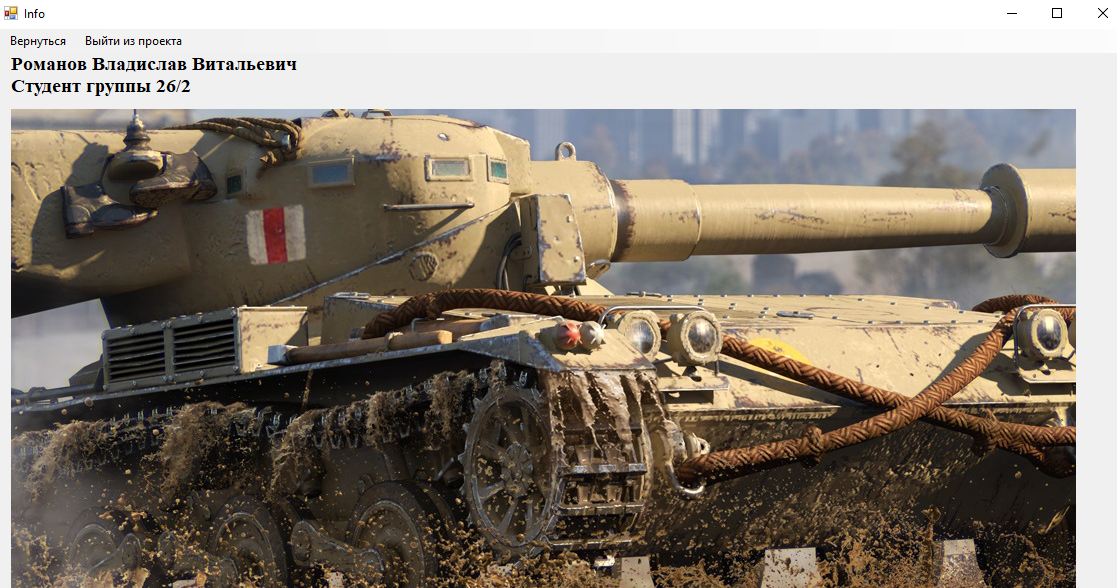 Info
Вернуться Выйти из проекта
Романов Владислав Витальевич
Студент группы 26/2